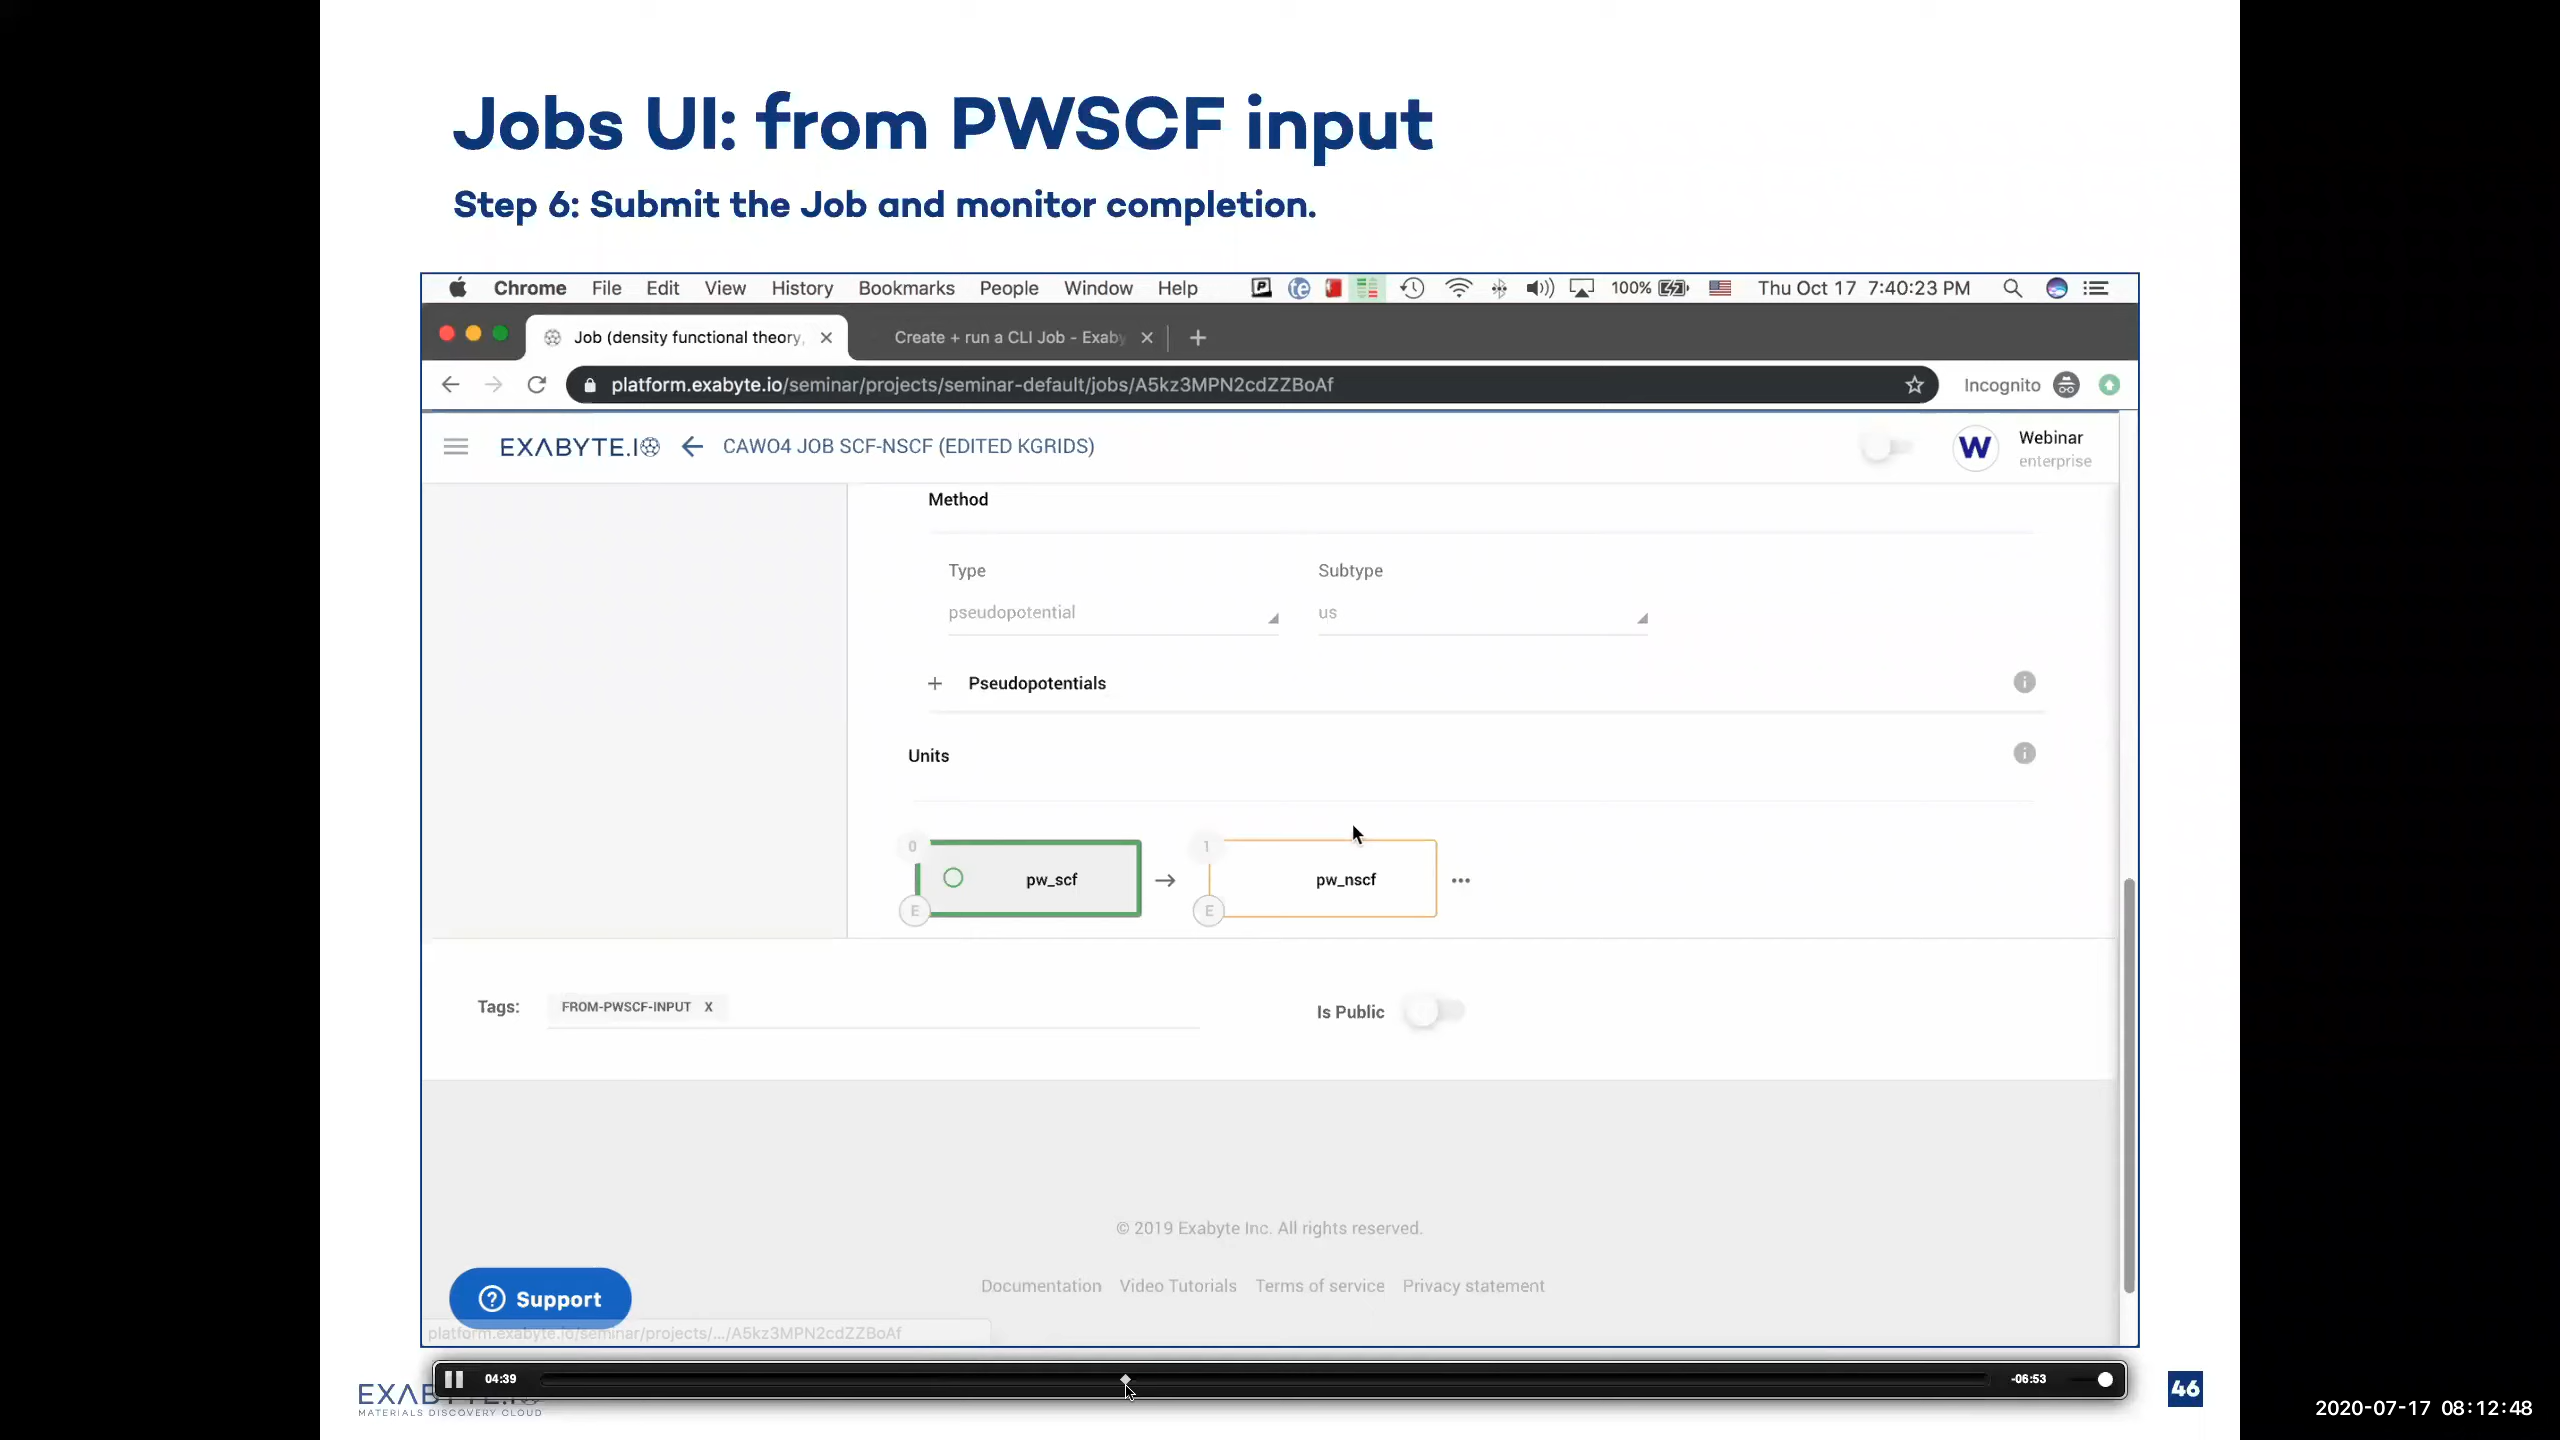 Jobs UI: from PWSCF input
Step 6: Submit the Job and monitor completion.
Chrome File Edit View History Bookmarks People Window Help 100% Thu Oct 17 7:40:23 PM
Job (density functional theory, Create + run a CLI Job - Exaby
platform.exabyte.io/seminar/projects/seminar-default/jobs/A5kz3MPN2cdZZBoAf Incognito
EXABYTE.IO CAWO4 JOB SCF-NSCF (EDITED KGRIDS) W Webinar
enterprise
Method
Type Subtype
pseudopotential us
+ Pseudopotentials
Units
0 1
pw_scf → pw_nscf •••
E E
Tags: FROM-PWSCF-INPUT X Is Public
© 2019 Exabyte Inc. All rights reserved.
Documentation Video Tutorials Terms of service Privacy statement
Support
platform.exabyte.io/seminar/projects/.../A5kz3MPN2cdZZBoAf
04:39 -06:53
MATERIALS DISCOVERY CLOUD
46
2020-07-17 08:12:48